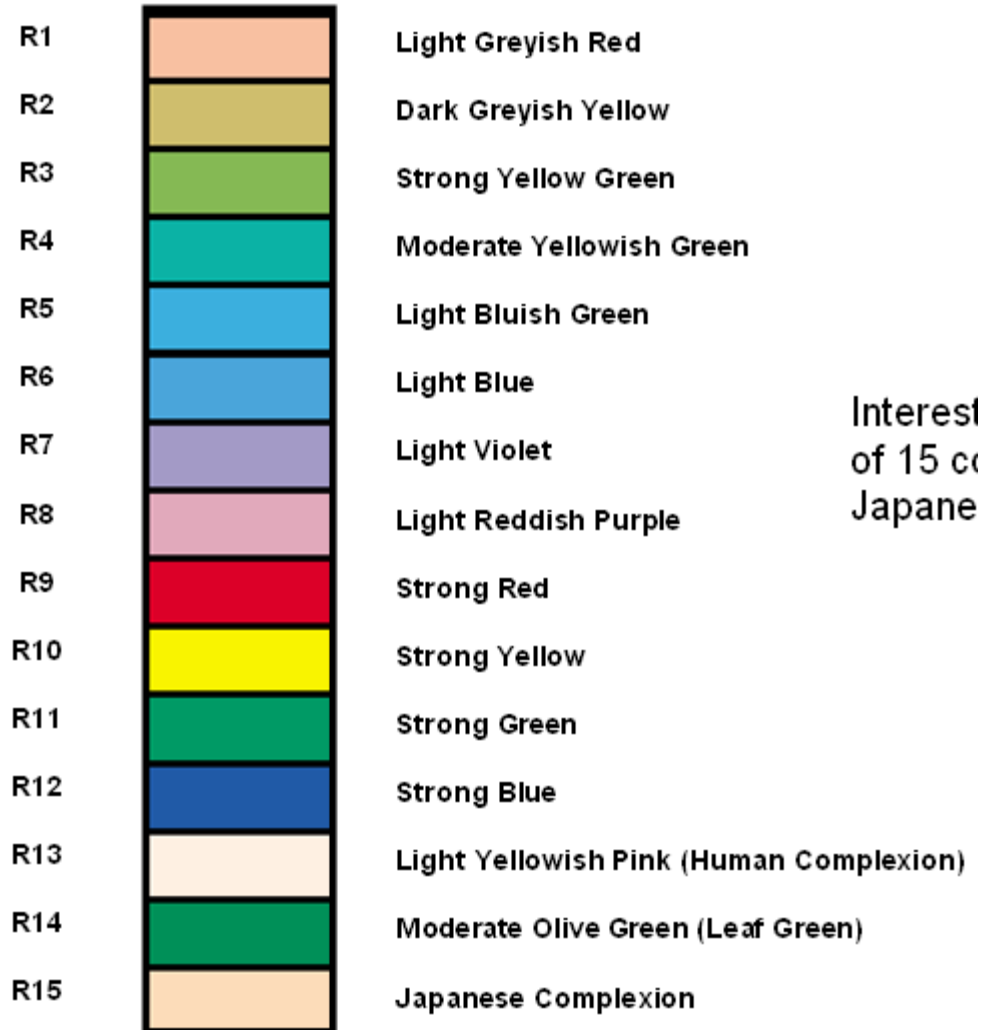 R1 Light Greyish Red
R2 Dark Greyish Yellow
R3 Strong Yellow Green
R4 Moderate Yellowish Green
R5 Light Bluish Green
R6 Light Blue
R7 Light Violet
R8 Light Reddish Purple
R9 Strong Red
R10 Strong Yellow
R11 Strong Green
R12 Strong Blue
R13 Light Yellowish Pink (Human Complexion)
R14 Moderate Olive Green (Leaf Green)
R15 Japanese Complexion
Interest
of 15